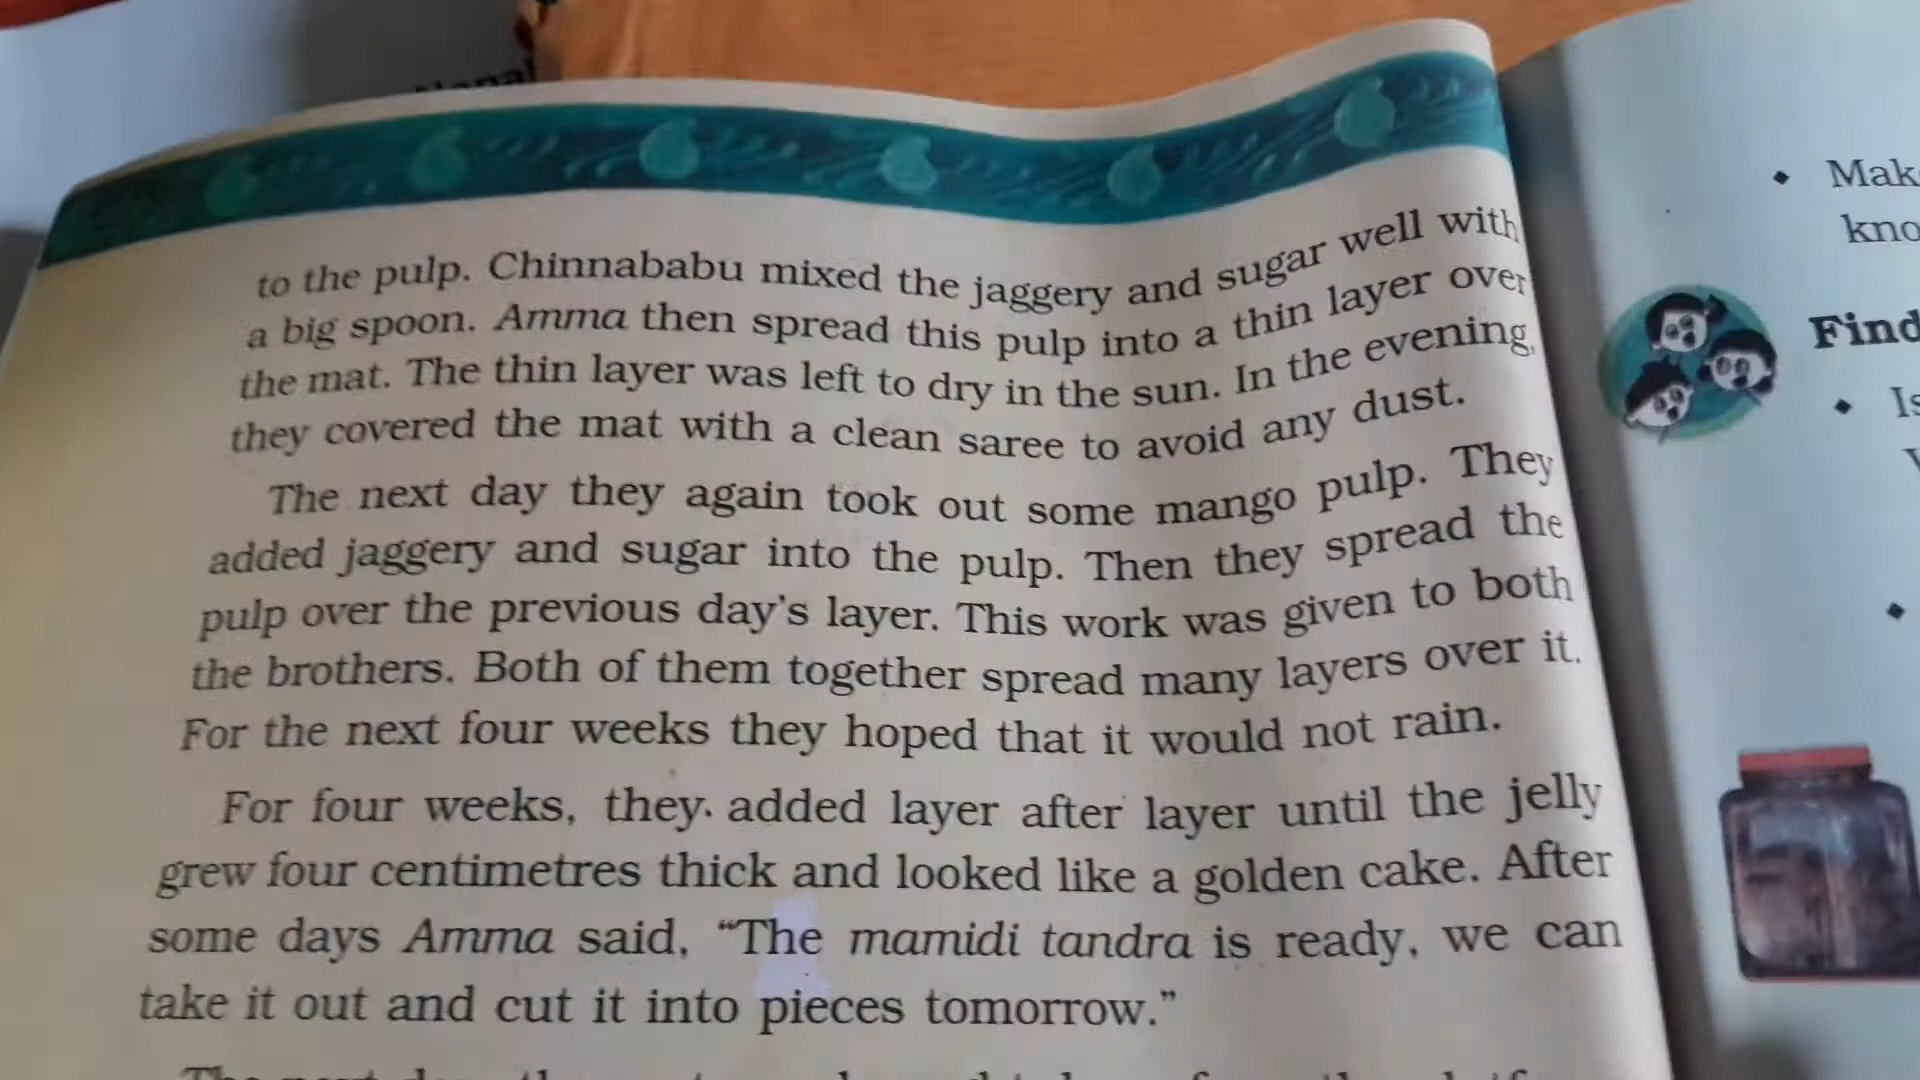 to the pulp. Chinnababu mixed the jaggery and sugar well with
a big spoon. Amma then spread this pulp into a thin layer over
the mat. The thin layer was left to dry in the sun. In the evening,
they covered the mat with a clean saree to avoid any dust.
The next day they again took out some mango pulp. They
added jaggery and sugar into the pulp. Then they spread the
pulp over the previous day's layer. This work was given to both
the brothers. Both of them together spread many layers over it.
For the next four weeks they hoped that it would not rain.
For four weeks, they added layer after layer until the jelly
grew four centimetres thick and looked like a golden cake. After
some days Amma said, “The mamidi tandra is ready, we can
take it out and cut it into pieces tomorrow.”
Mak
kno
Find
Is